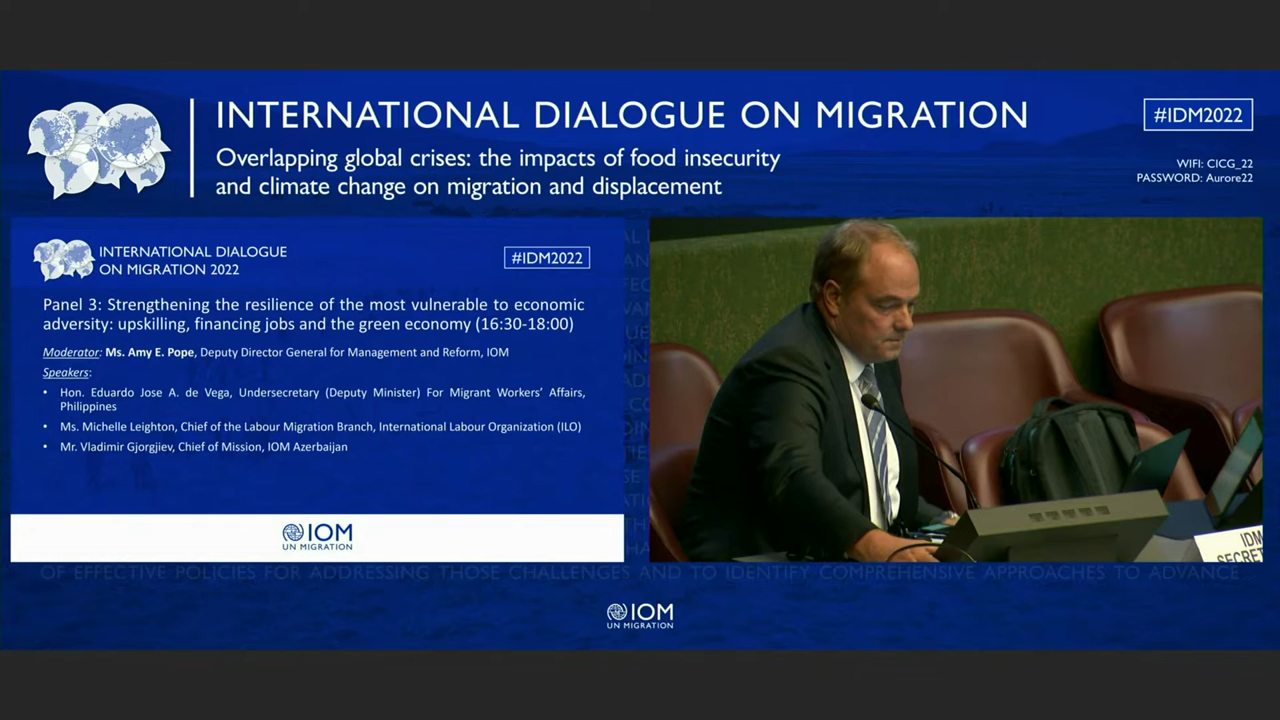 INTERNATIONAL DIALOGUE ON MIGRATION
Overlapping global crises: the impacts of food insecurity
and climate change on migration and displacement
#IDM2022
WIFI: CICG_22
PASSWORD: Aurore22
INTERNATIONAL DIALOGUE
ON MIGRATION 2022
#IDM2022
Panel 3: Strengthening the resilience of the most vulnerable to economic
adversity: upskilling, financing jobs and the green economy (16:30-18:00)
Moderator: Ms. Amy E. Pope, Deputy Director General for Management and Reform, IOM
Speakers:
• Hon. Eduardo Jose A. de Vega, Undersecretary (Deputy Minister) For Migrant Workers' Affairs,
Philippines
• Ms. Michelle Leighton, Chief of the Labour Migration Branch, International Labour Organization (ILO)
• Mr. Vladimir Gjorgjiev, Chief of Mission, IOM Azerbaijan
IOM
UN MIGRATION
IDM
SECRET
OF EFFECTIVE POLICIES FOR ADDRESSING THOSE CHALLENGES AND TO IDENTIFY COMPREHENSIVE APPROACHES TO ADVANCE
IOM
UN MIGRATION